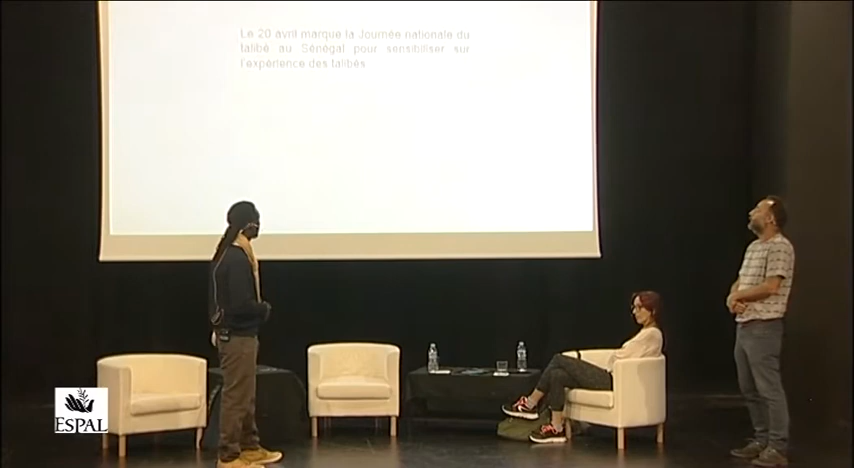 Le 20 avril marque la Journée nationale du
talibé au Sénégal pour sensibiliser sur
l'expérience des talibés
ESPAL